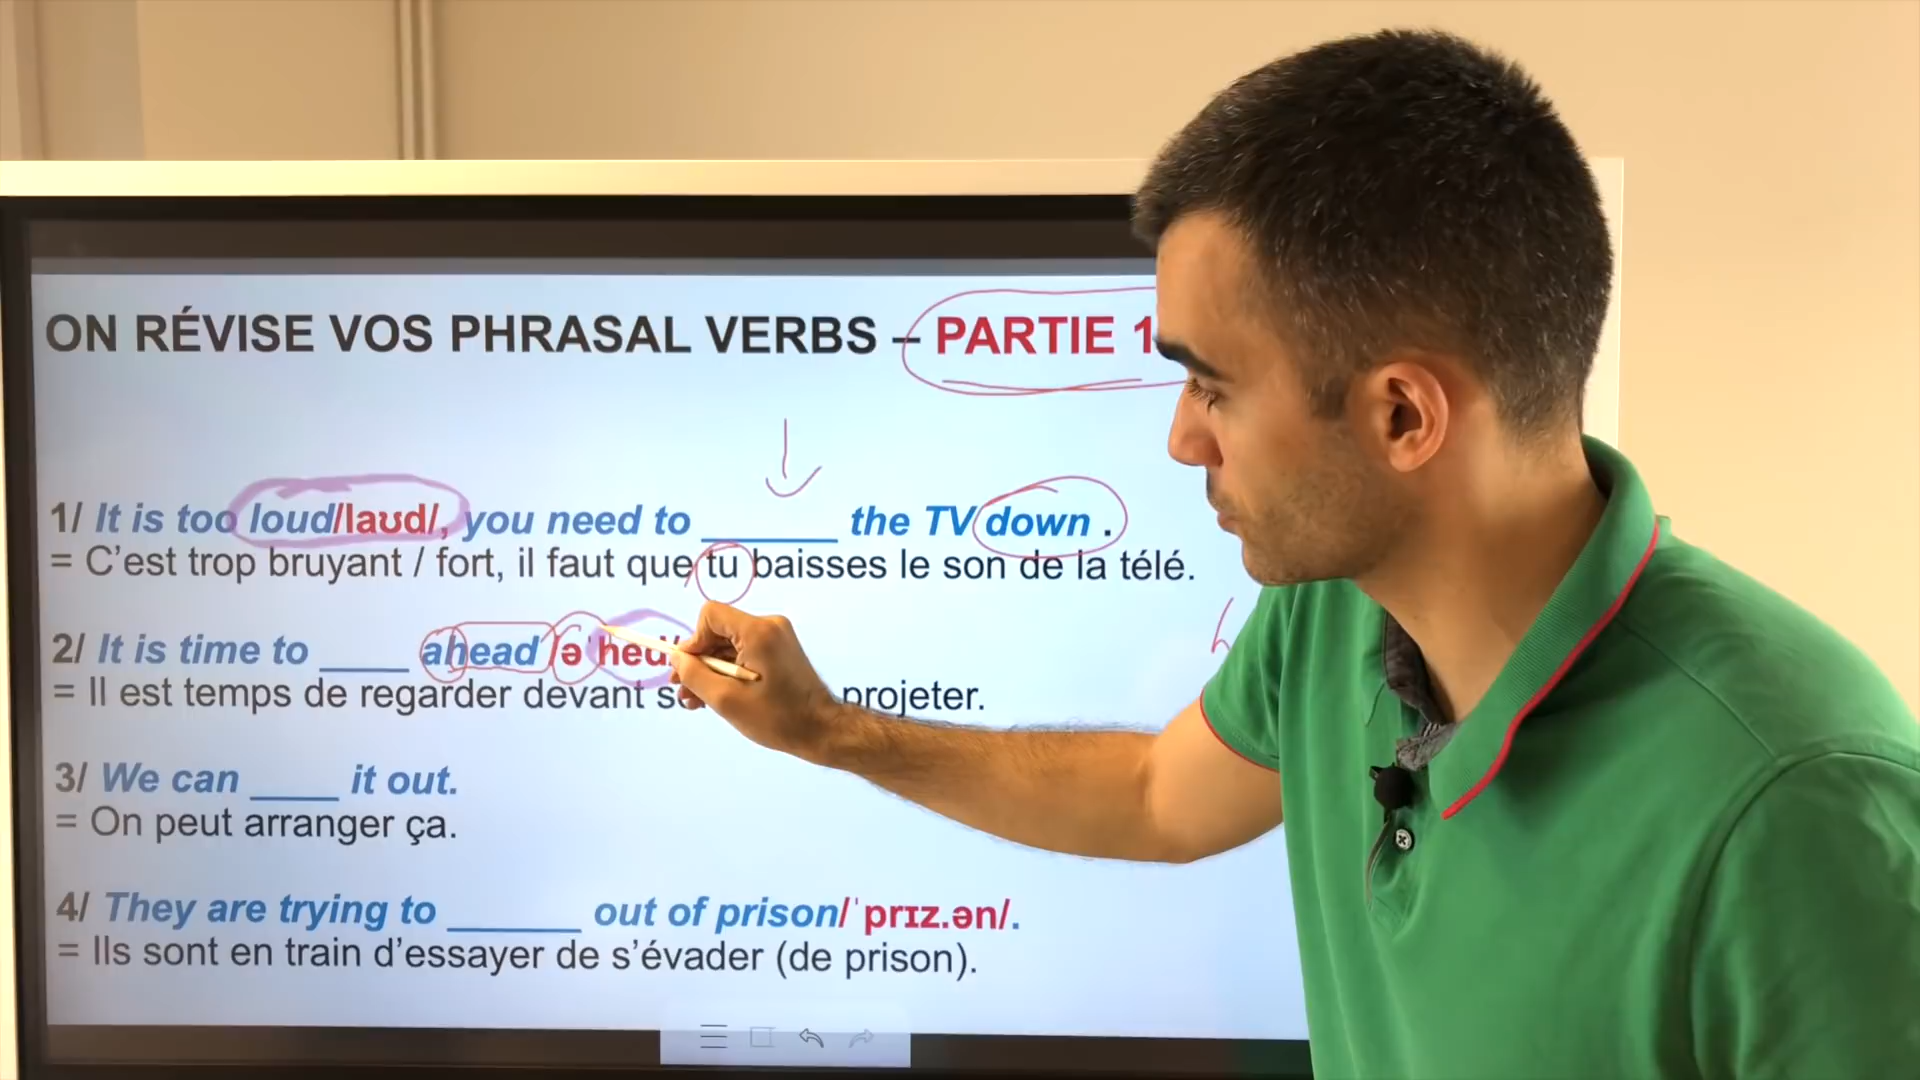 ON RÉVISE VOS PHRASAL VERBS – PARTIE 1
1/ It is too loud/laʊd/, you need to ______ the TV down .
= C’est trop bruyant / fort, il faut que tu baisses le son de la télé.
2/ It is time to ____ ahead /əˈhed/
= Il est temps de regarder devant projeter.
3/ We can ____ it out.
= On peut arranger ça.
4/ They are trying to ______ out of prison/ˈprɪz.ən/.
= Ils sont en train d’essayer de s’évader (de prison).